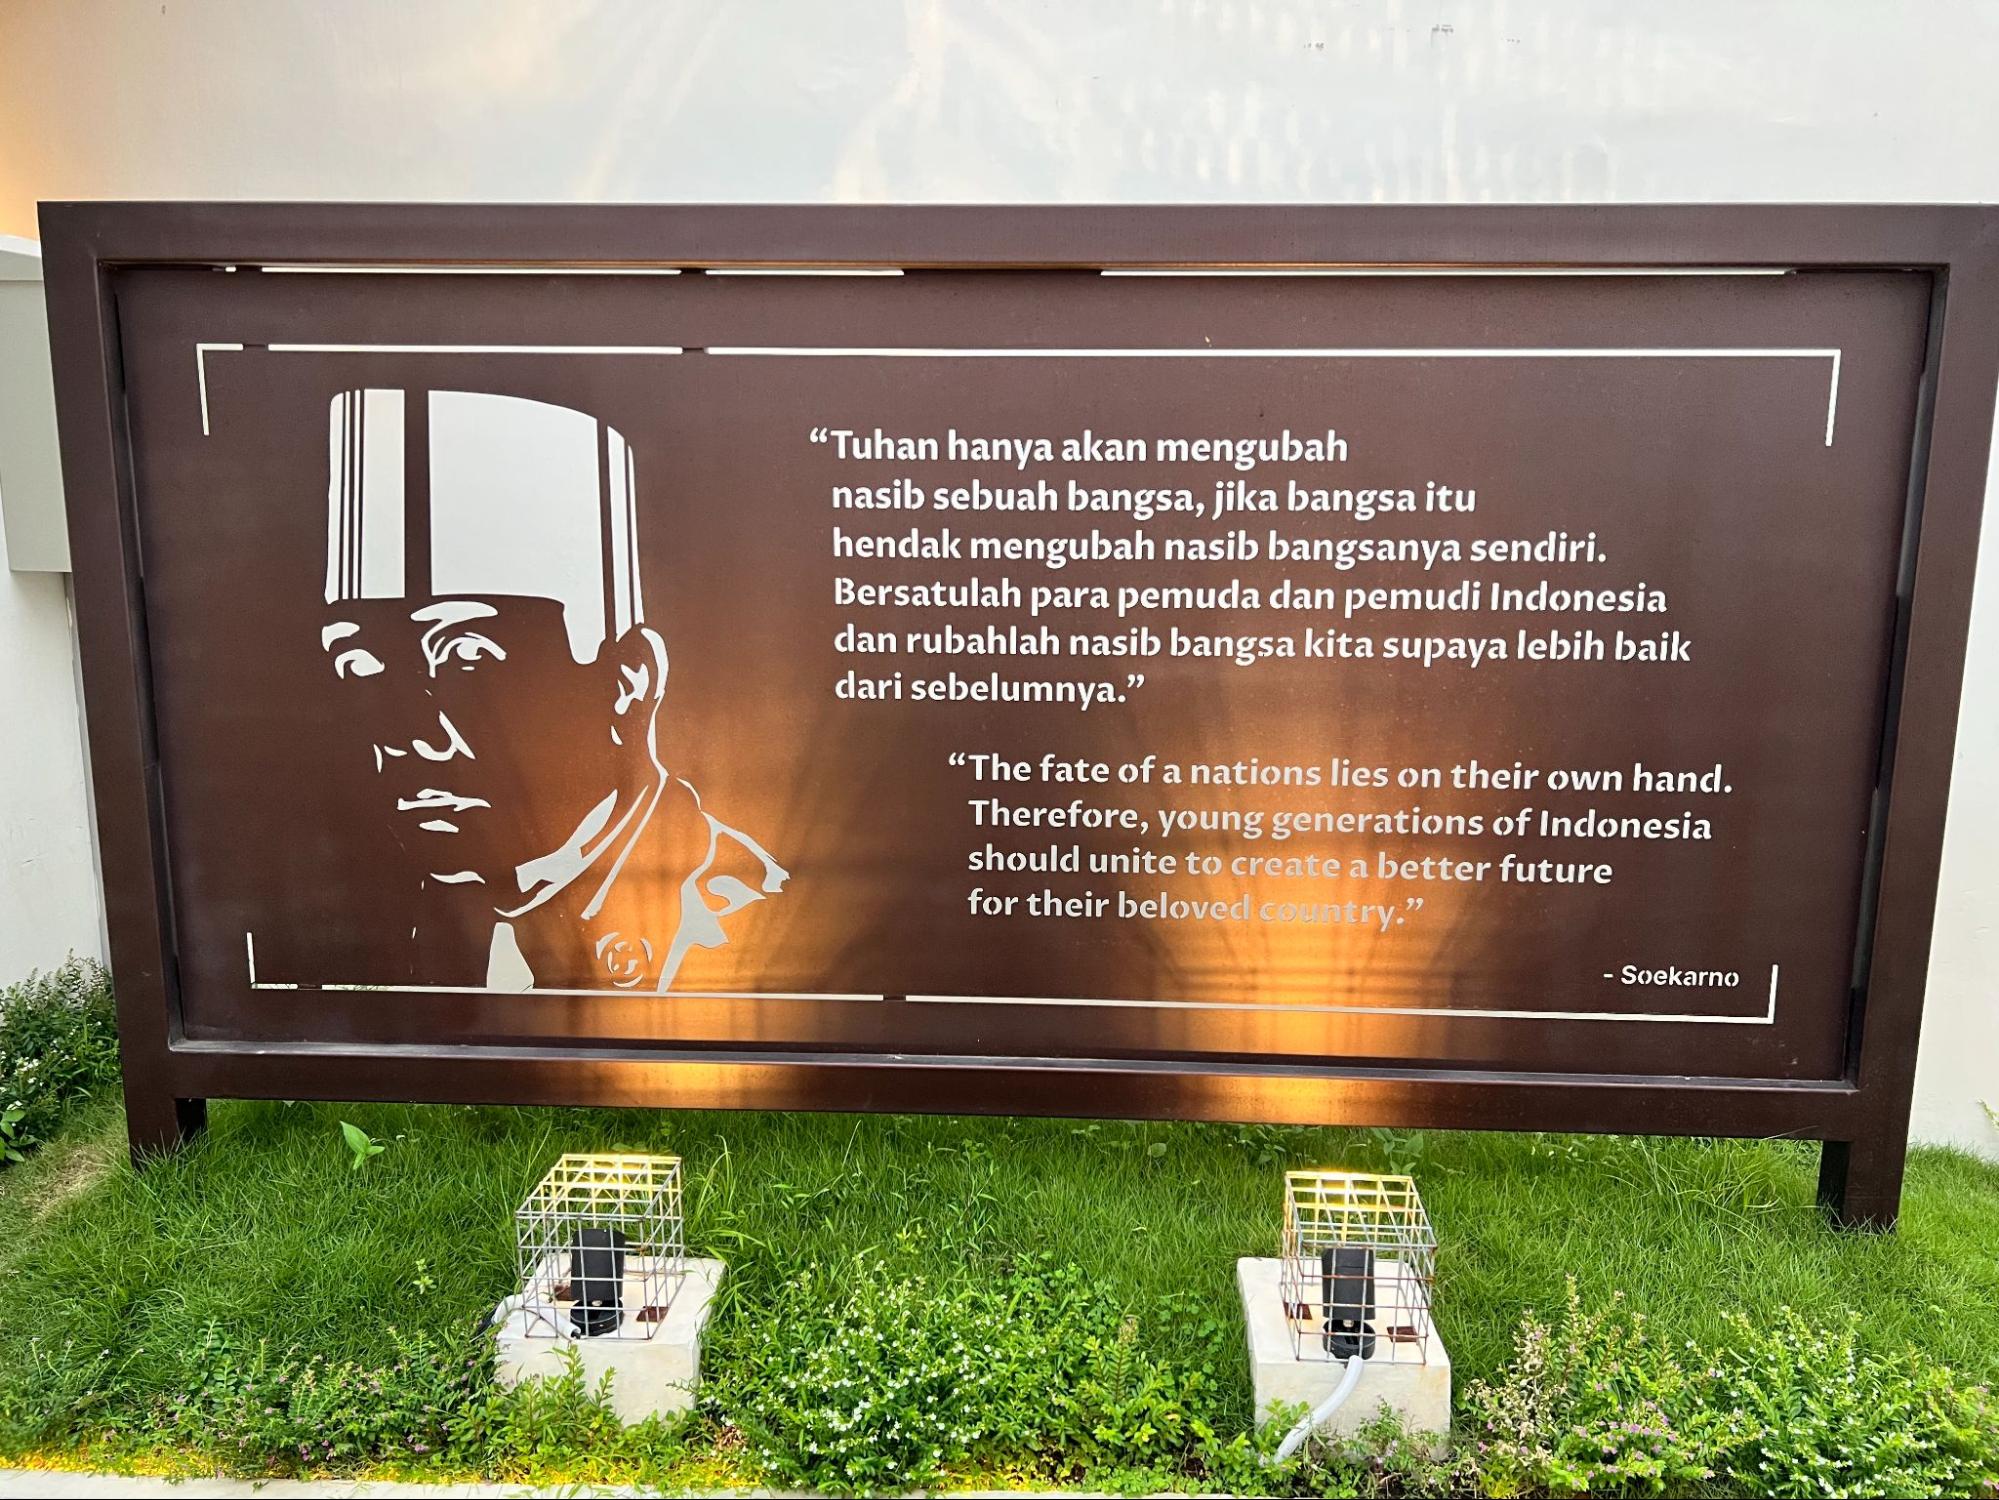 “Tuhan hanya akan mengubah
nasib sebuah bangsa, jika bangsa itu
hendak mengubah nasib bangsanya sendiri.
Bersatulah para pemuda dan pemudi Indonesia
dan rubahlah nasib bangsa kita supaya lebih baik
dari sebelumnya.”
“The fate of a nations lies on their own hand.
Therefore, young generations of Indonesia
should unite to create a better future
for their beloved country.”
- Soekarno